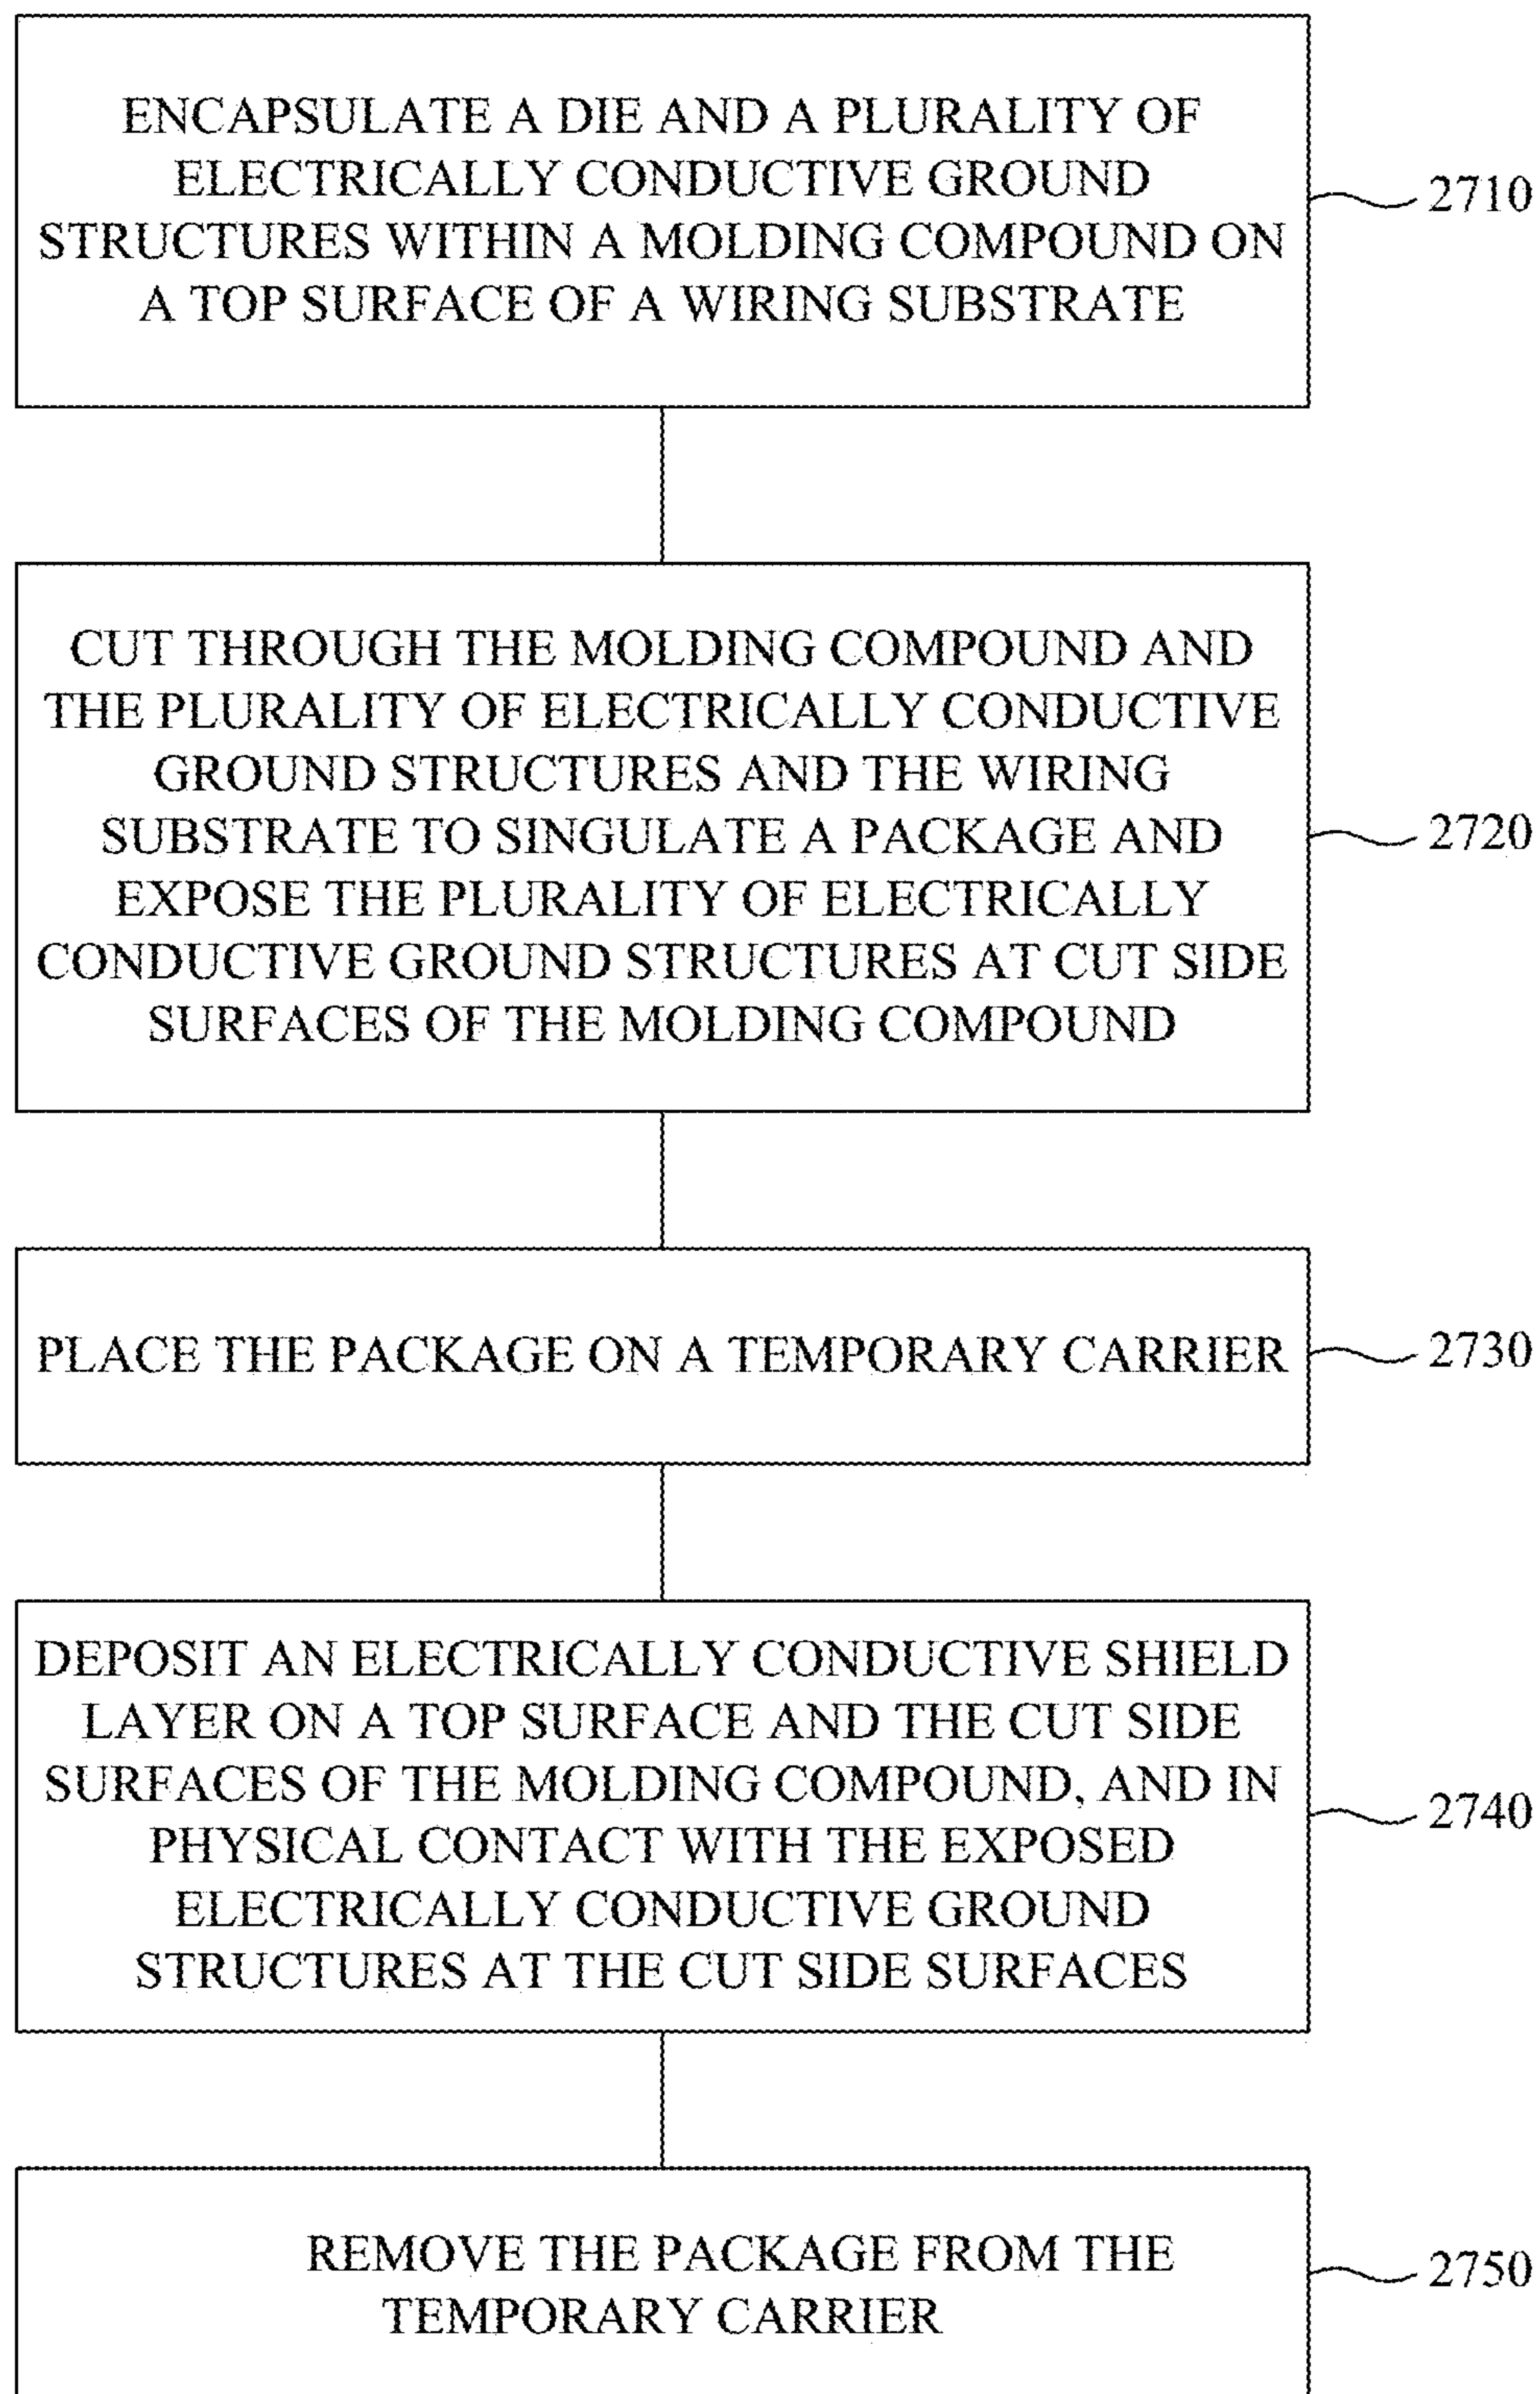 ENCAPSULATE A DIE AND A PLURALITY OF
ELECTRICALLY CONDUCTIVE GROUND
STRUCTURES WITHIN A MOLDING COMPOUND ON
A TOP SURFACE OF A WIRING SUBSTRATE
2710
CUT THROUGH THE MOLDING COMPOUND AND
THE PLURALITY OF ELECTRICALLY CONDUCTIVE
GROUND STRUCTURES AND THE WIRING
SUBSTRATE TO SINGULATE A PACKAGE AND
EXPOSE THE PLURALITY OF ELECTRICALLY
CONDUCTIVE GROUND STRUCTURES AT CUT SIDE
SURFACES OF THE MOLDING COMPOUND
2720
PLACE THE PACKAGE ON A TEMPORARY CARRIER
2730
DEPOSIT AN ELECTRICALLY CONDUCTIVE SHIELD
LAYER ON A TOP SURFACE AND THE CUT SIDE
SURFACES OF THE MOLDING COMPOUND, AND IN
PHYSICAL CONTACT WITH THE EXPOSED
ELECTRICALLY CONDUCTIVE GROUND
STRUCTURES AT THE CUT SIDE SURFACES
2740
REMOVE THE PACKAGE FROM THE
TEMPORARY CARRIER
2750